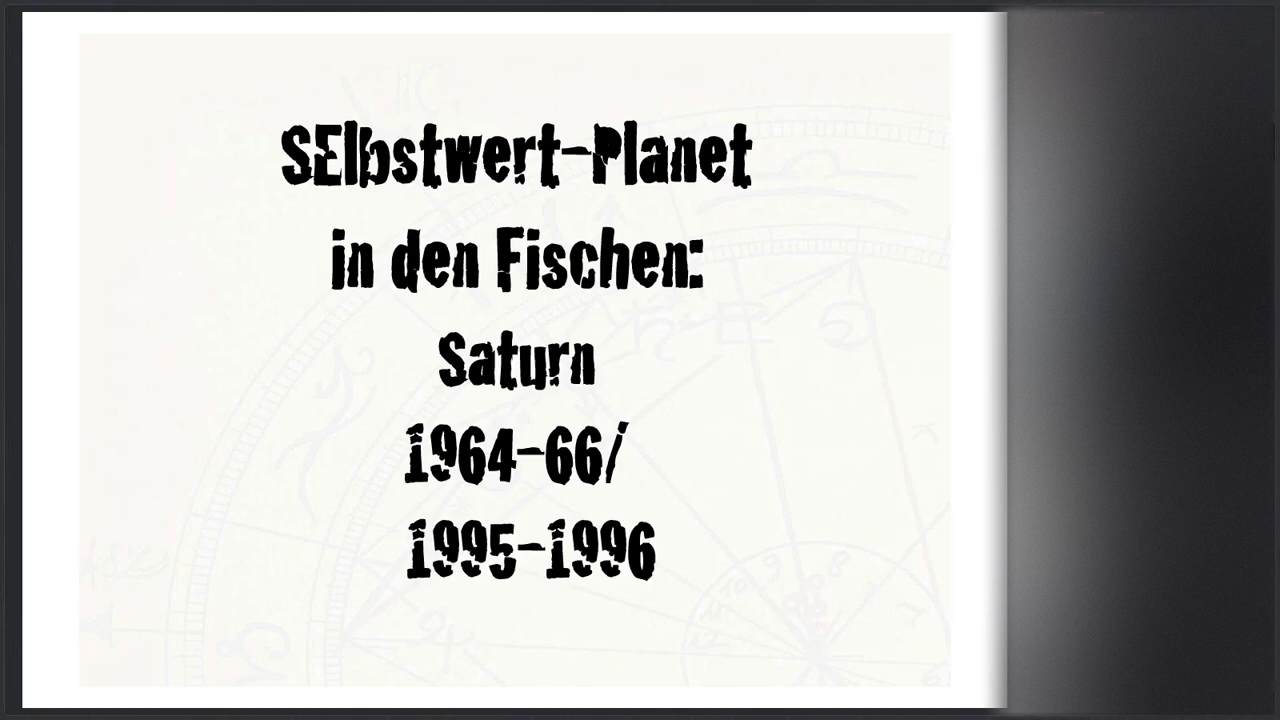 SElbstwert-Planet
in den Fischen:
Saturn
1964-66/
1995-1996